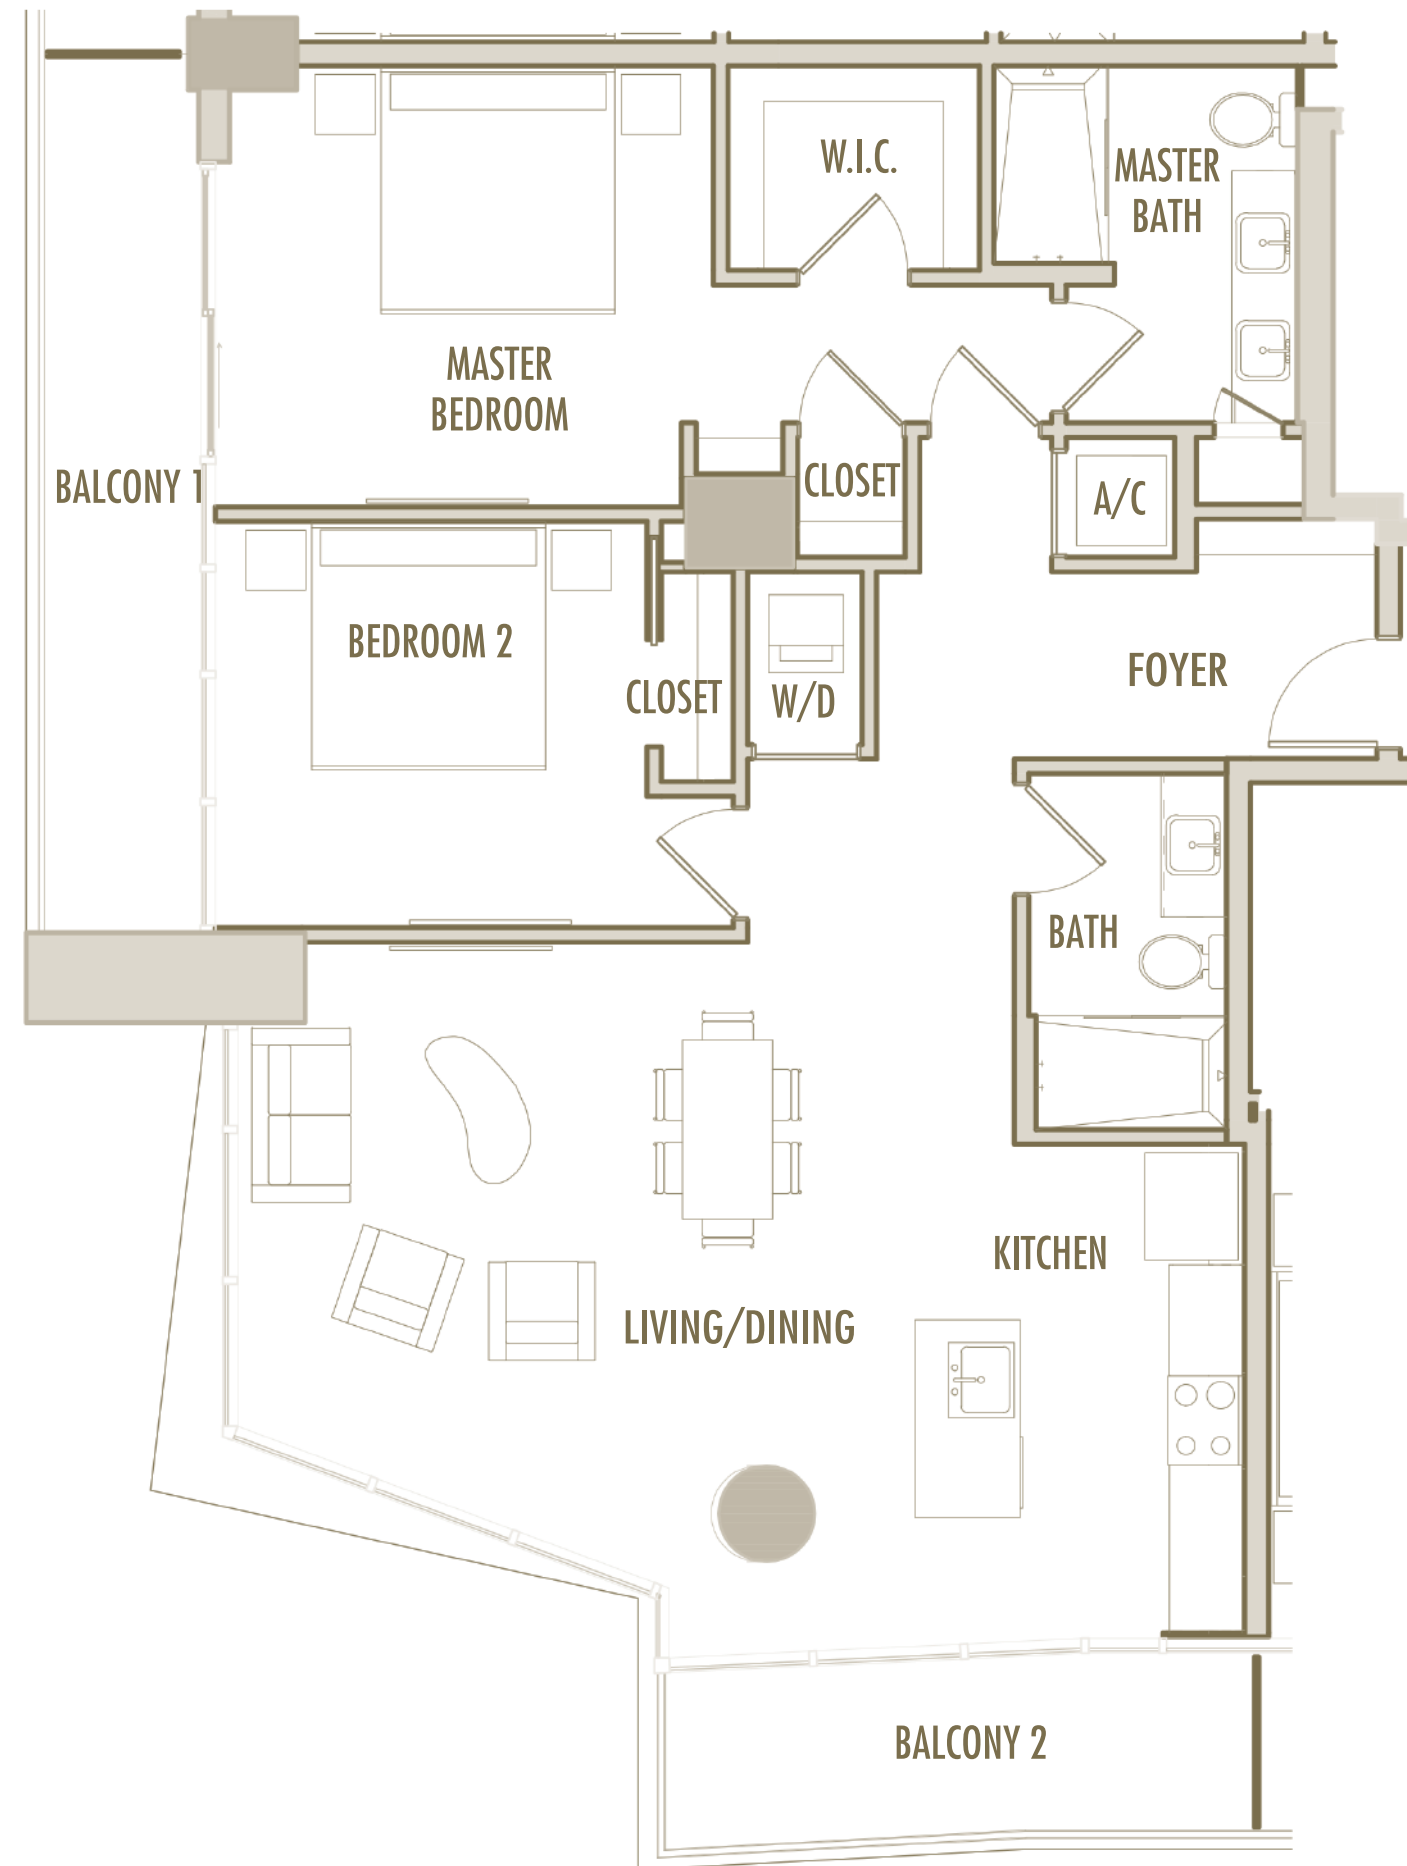 W.I.C.
MASTER
BATH
MASTER
BEDROOM
BALCONY 1
CLOSET
A/C
BEDROOM 2
FOYER
CLOSET
W/D
BATH
KITCHEN
LIVING/DINING
BALCONY 2